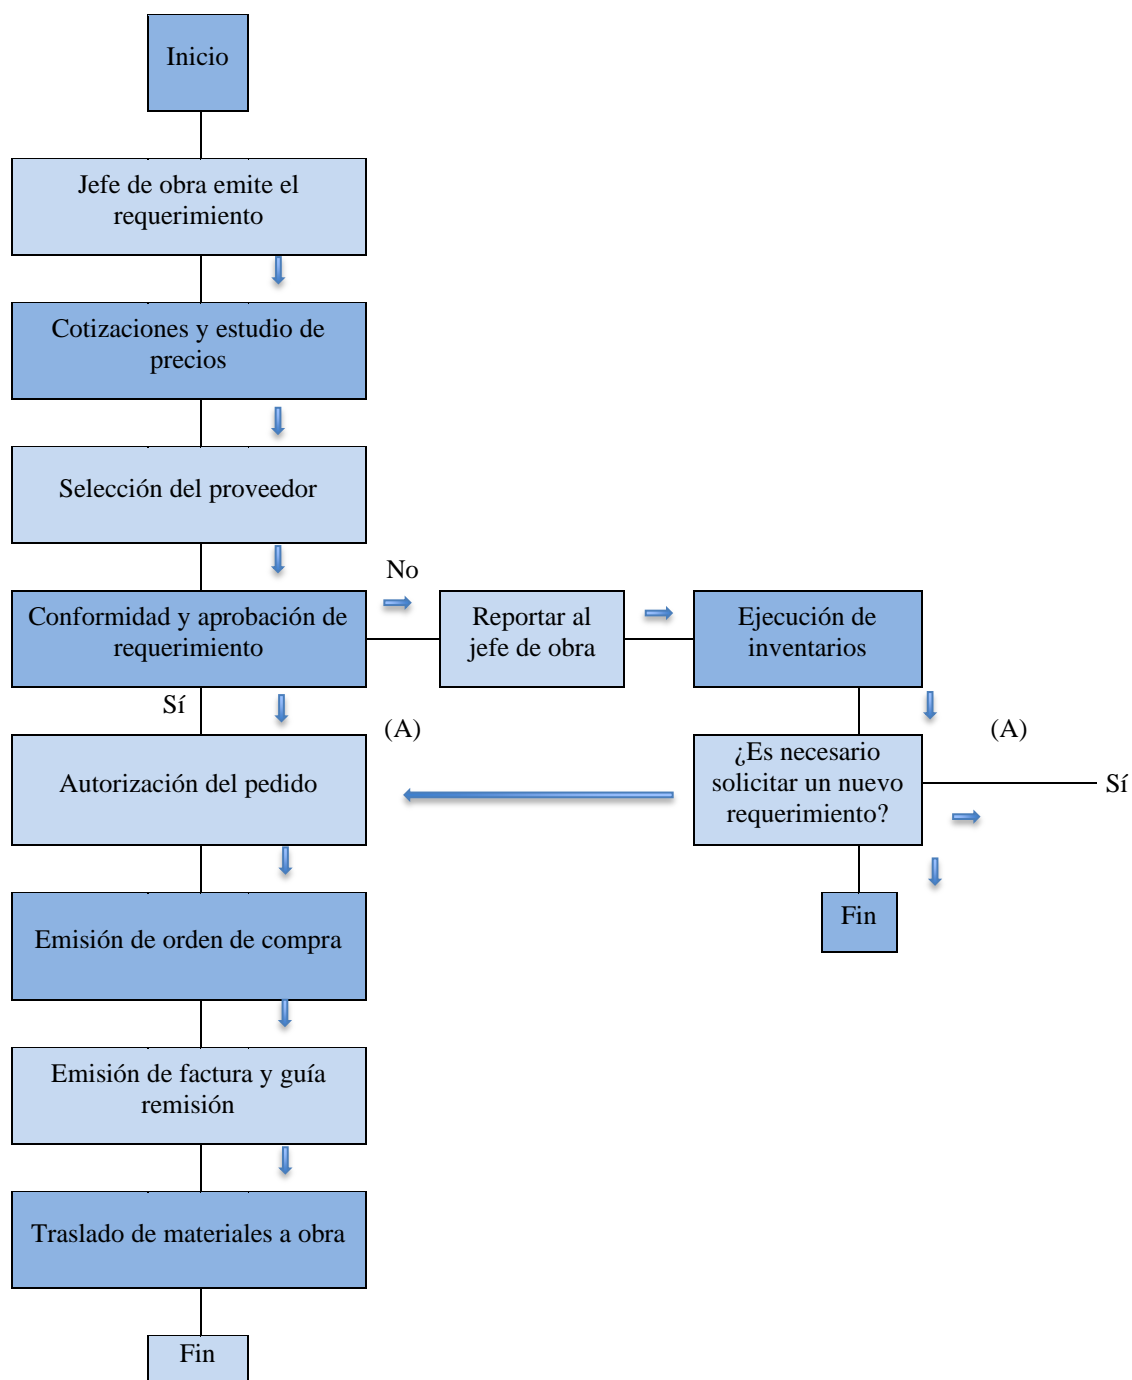 Inicio
Jefe de obra emite el
requerimiento
Cotizaciones y estudio de
precios
Selección del proveedor
No
Conformidad y aprobación de
requerimiento
Reportar al
jefe de obra
Ejecución de
inventarios
Sí
(A)
(A)
Autorización del pedido
¿Es necesario
solicitar un nuevo
requerimiento?
Sí
Fin
Emisión de orden de compra
Emisión de factura y guía
remisión
Traslado de materiales a obra
Fin